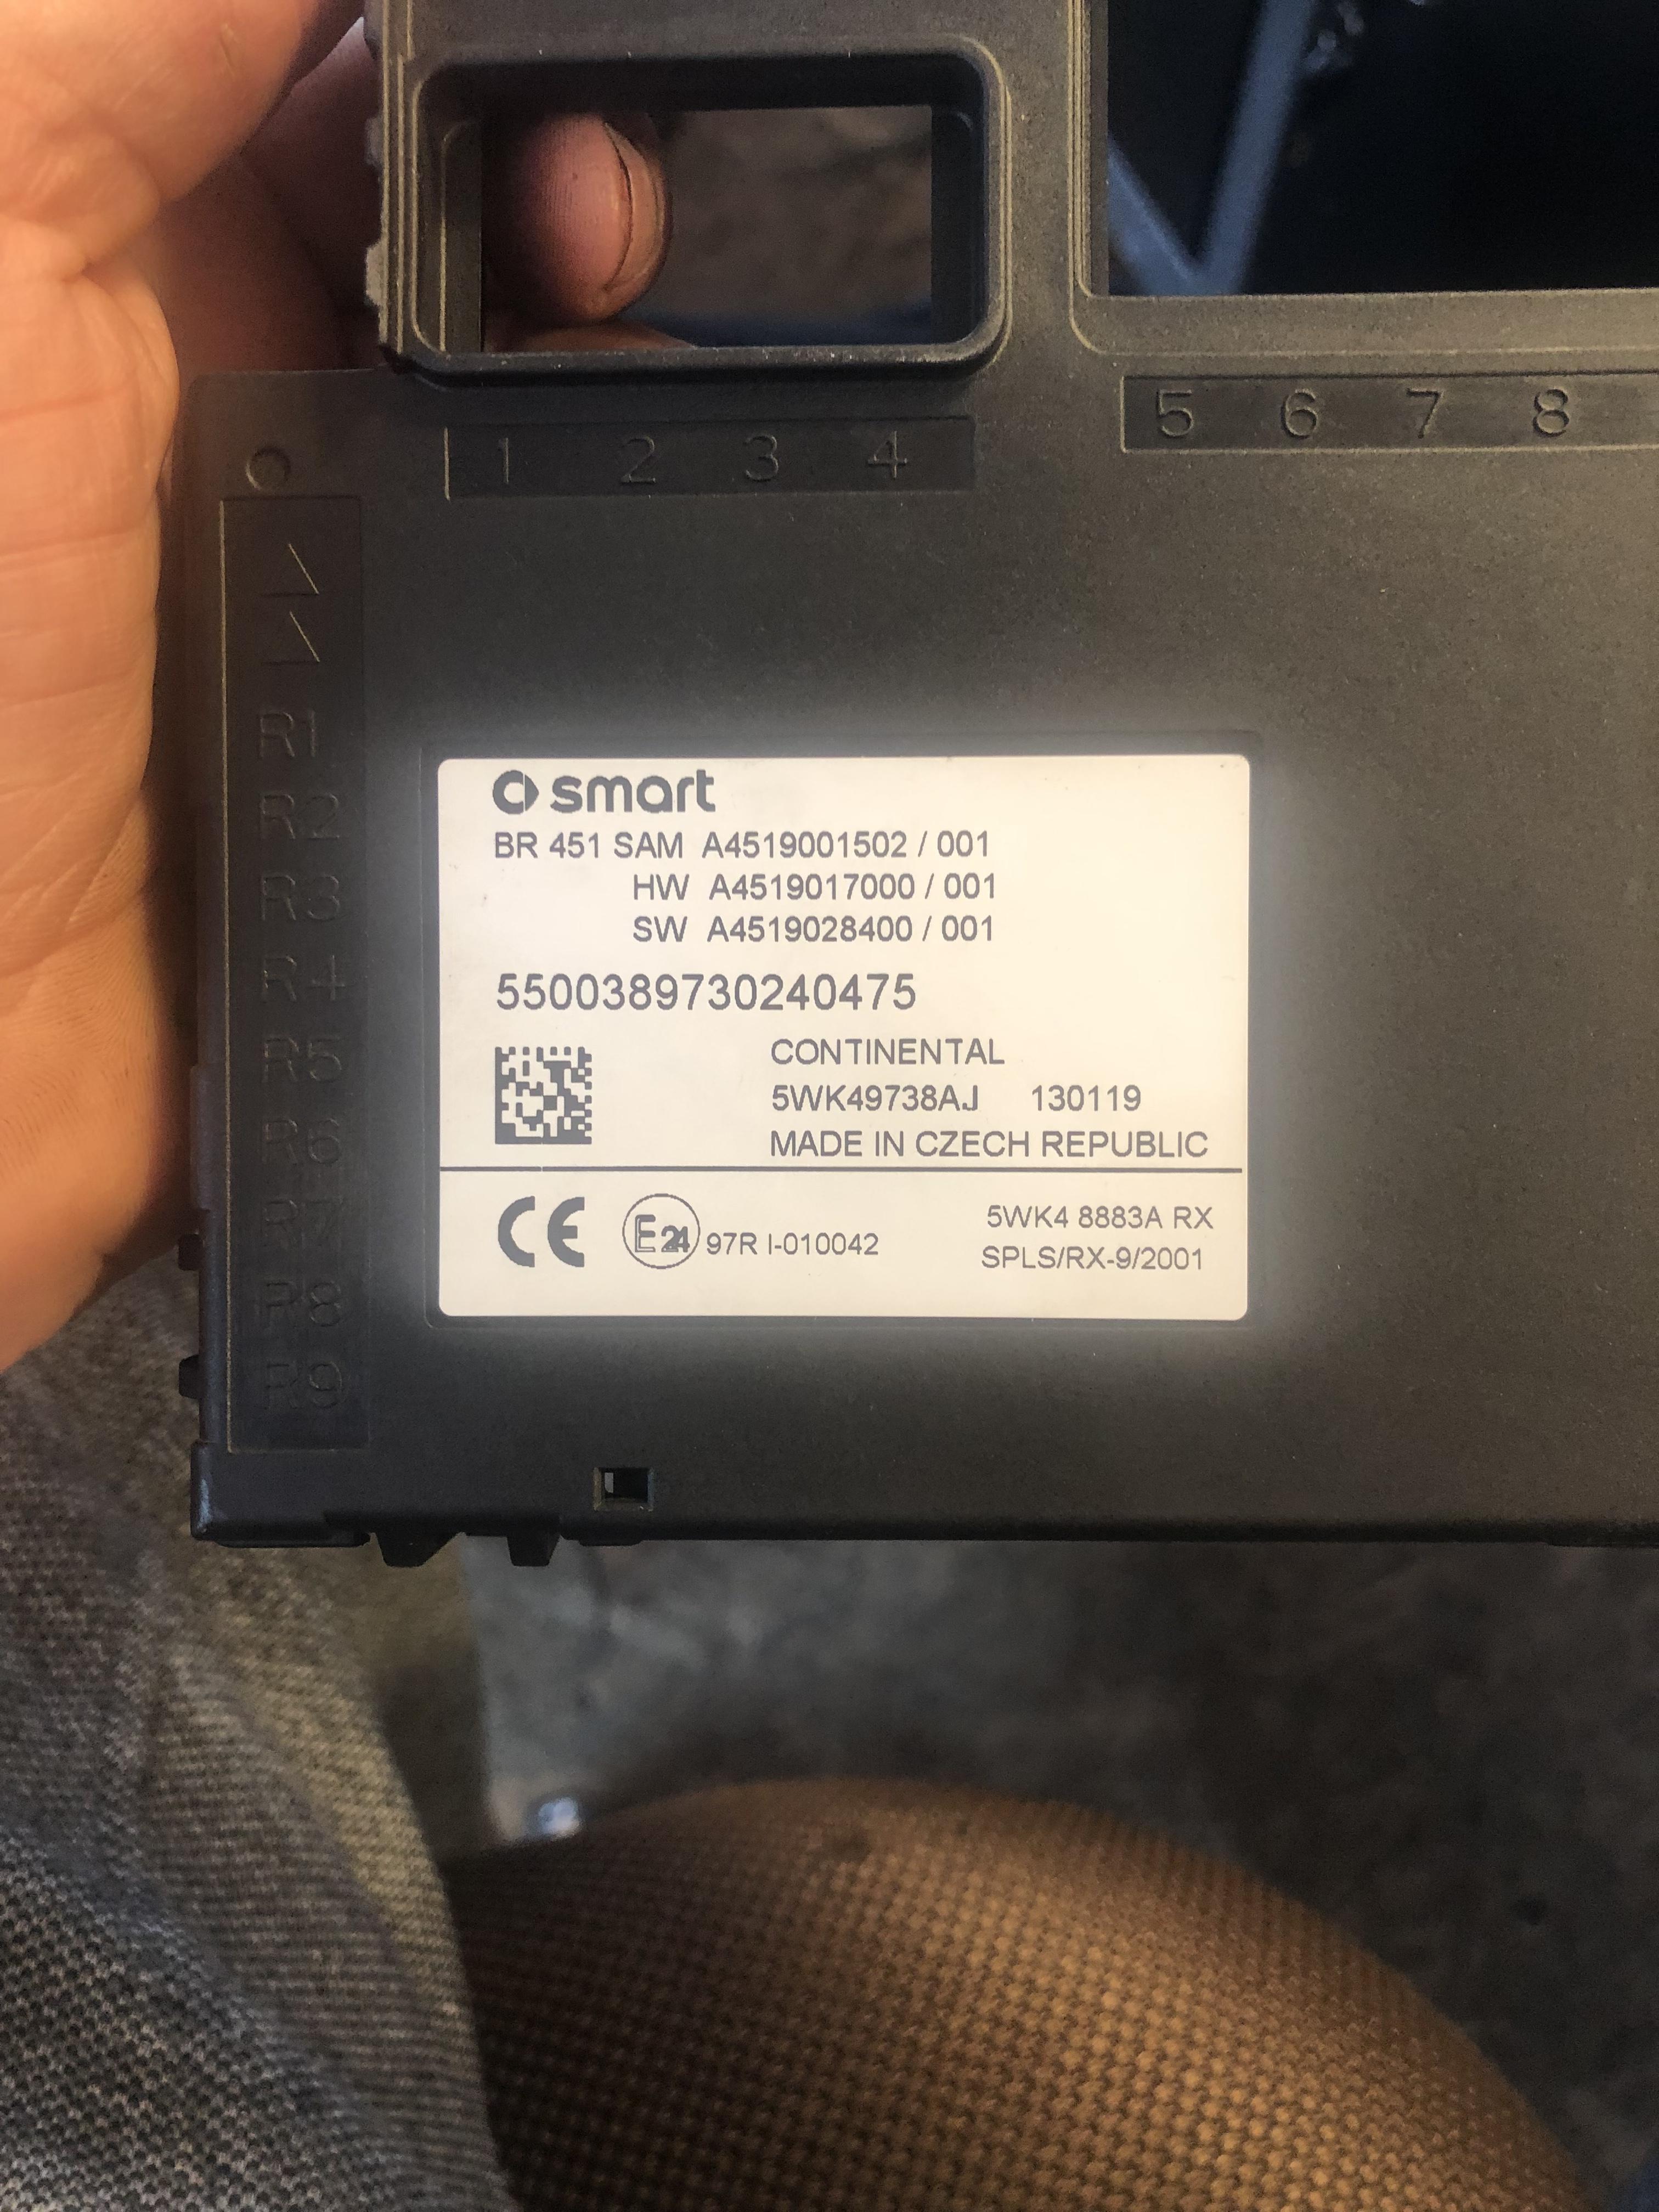 5 6 7 8
1 2 3 4
R1
R2
R3
R4
R5
R6
R7
R8
R9
smart
BR 451 SAM A4519001502 / 001
HW A4519017000 / 001
SW A4519028400 / 001
5500389730240475
CONTINENTAL
5WK49738AJ 130119
MADE IN CZECH REPUBLIC
CE E24 97R I-010042
5WK4 8883A RX
SPLS/RX-9/2001